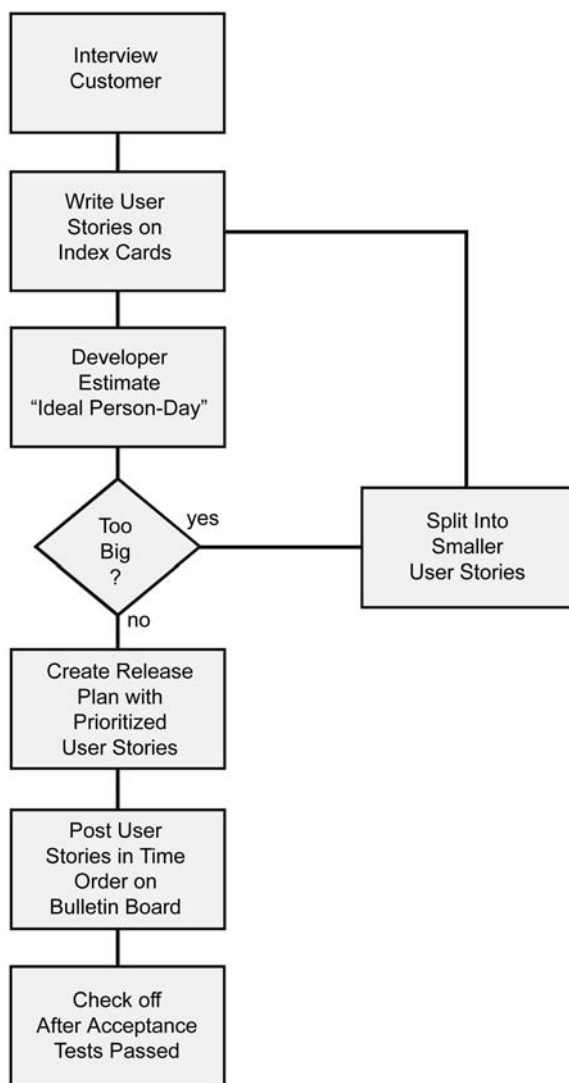 Interview
Customer
Write User
Stories on
Index Cards
Developer
Estimate
“Ideal Person-Day”
Too
Big
?
yes
Split Into
Smaller
User Stories
no
Create Release
Plan with
Prioritized
User Stories
Post User
Stories in Time
Order on
Bulletin Board
Check off
After Acceptance
Tests Passed